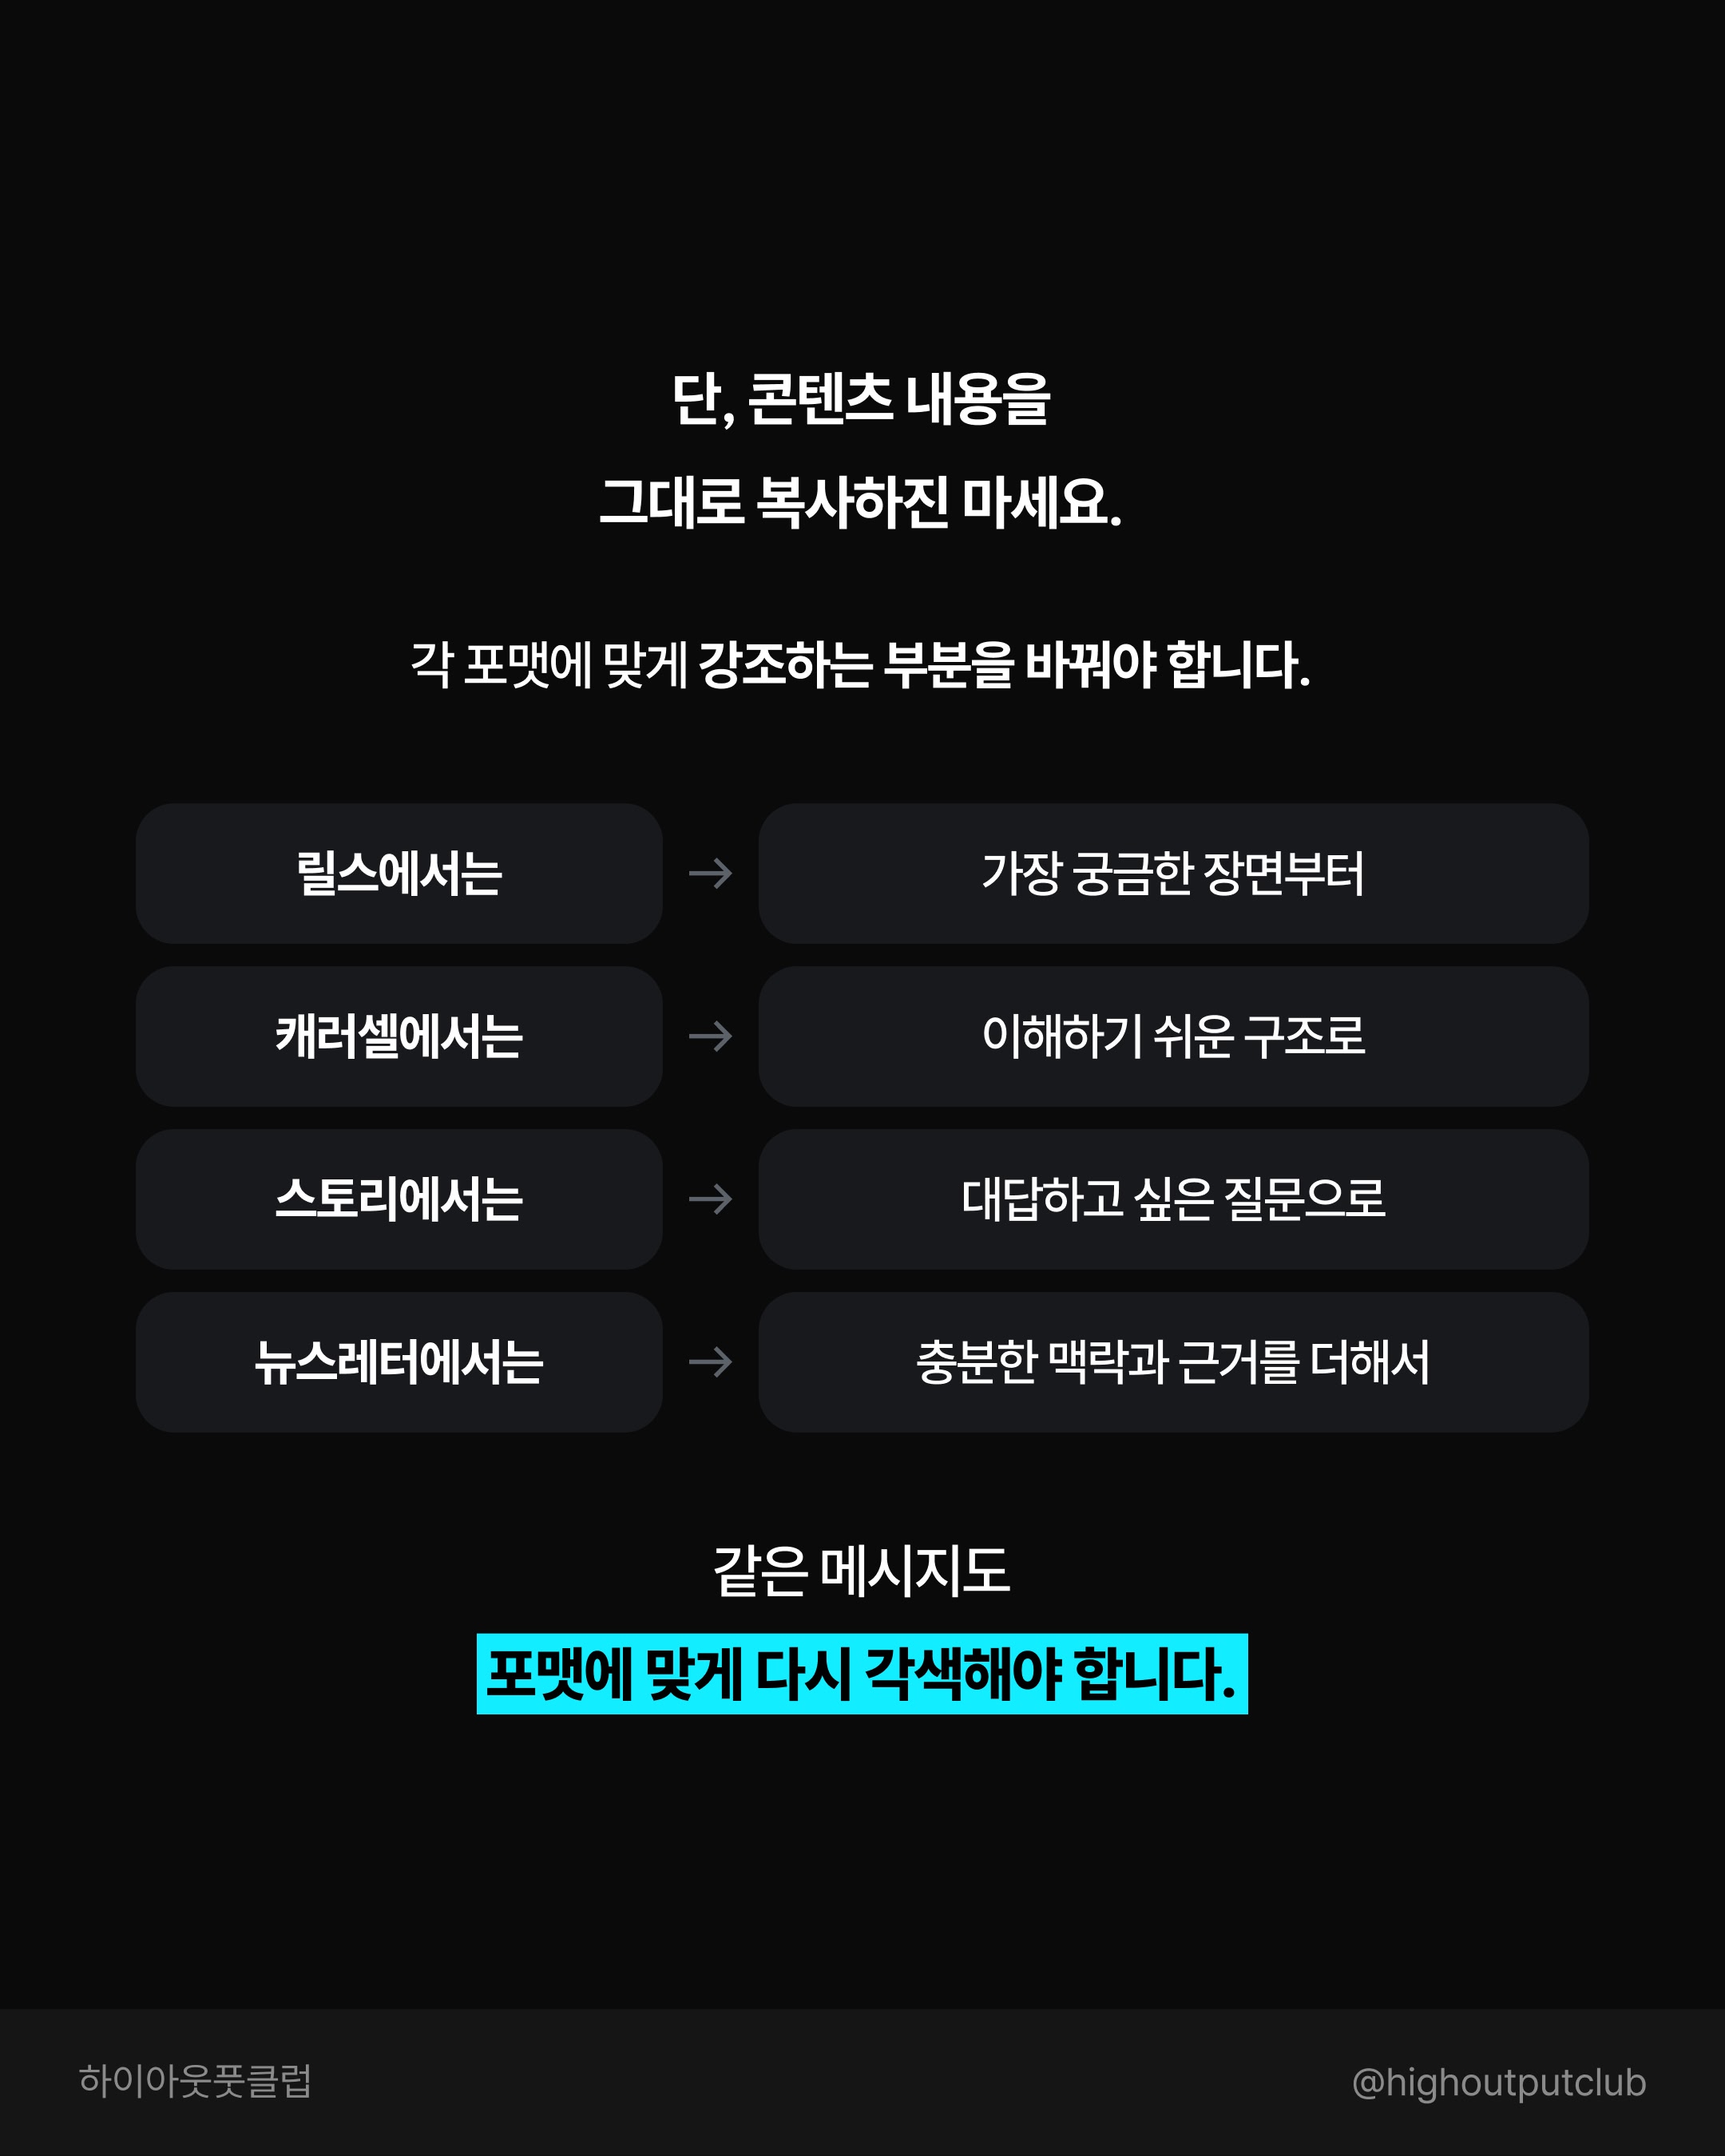 단, 콘텐츠 내용을
그대로 복사하진 마세요.
각 포맷에 맞게 강조하는 부분을 바꿔야 합니다.
릴스에서는 → 가장 궁금한 장면부터
캐러셀에서는 → 이해하기 쉬운 구조로
스토리에서는 → 대답하고 싶은 질문으로
뉴스레터에서는 → 충분한 맥락과 근거를 더해서
같은 메시지도
포맷에 맞게 다시 각색해야 합니다.
하이아웃풋클럽 @highoutputclub